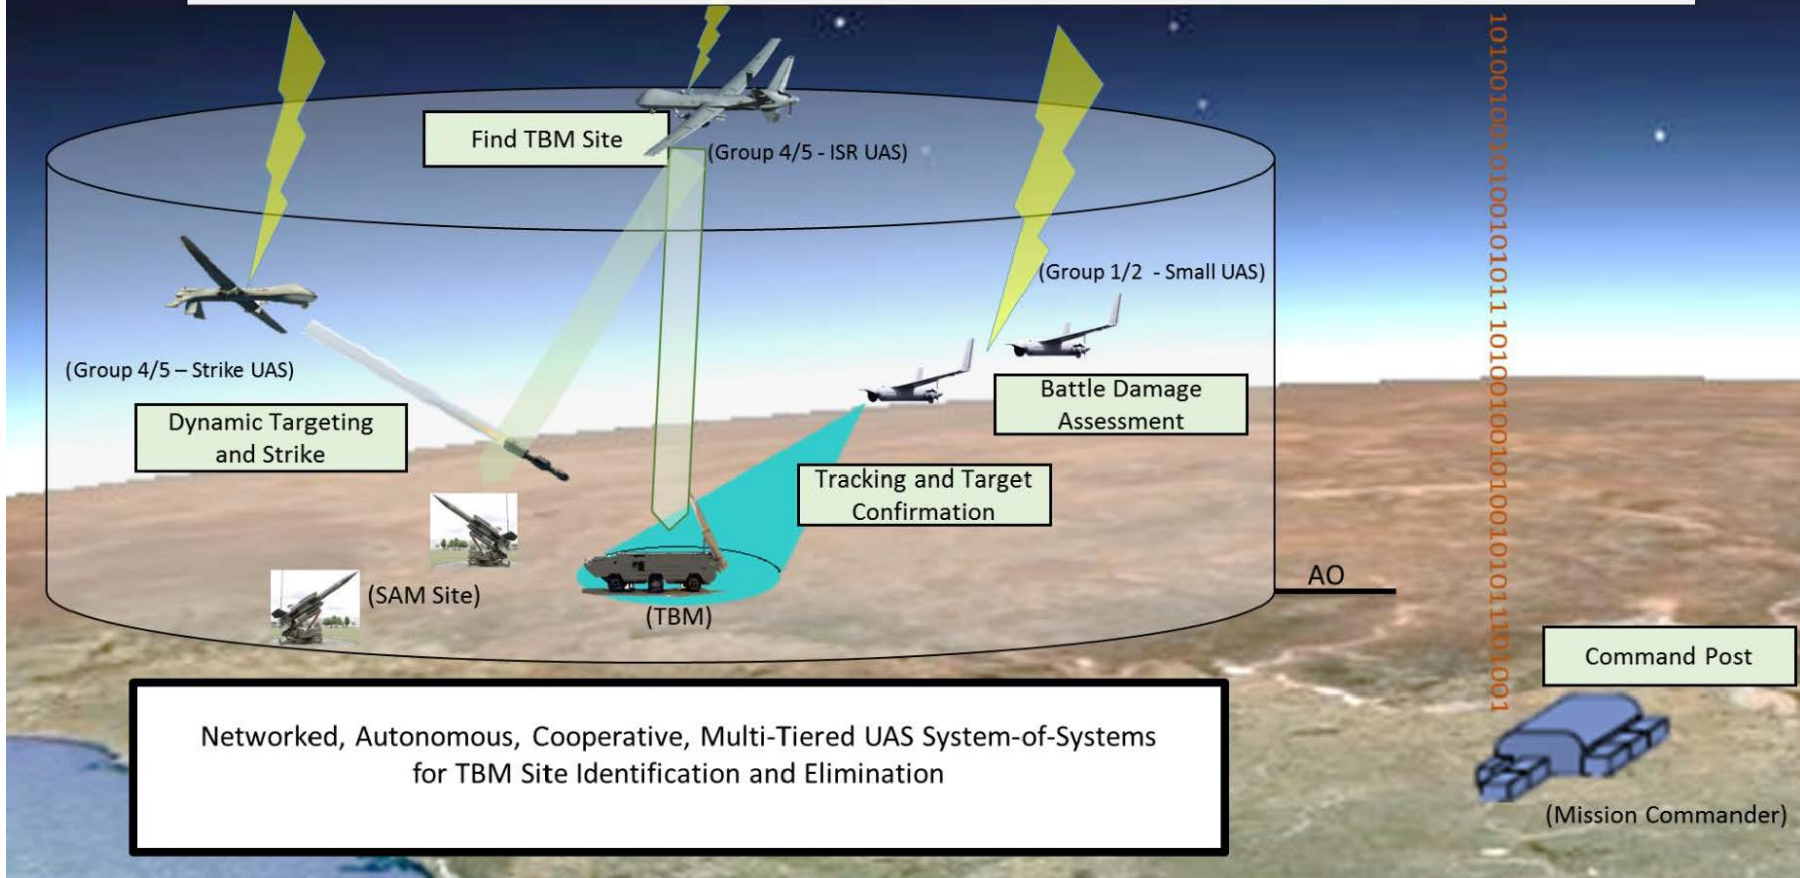 Find TBM Site
(Group 4/5 - ISR UAS)
(Group 1/2 - Small UAS)
(Group 4/5 – Strike UAS)
Dynamic Targeting
and Strike
Battle Damage
Assessment
Tracking and Target
Confirmation
(SAM Site)
(TBM)
AO
Command Post
(Mission Commander)
Networked, Autonomous, Cooperative, Multi-Tiered UAS System-of-Systems
for TBM Site Identification and Elimination